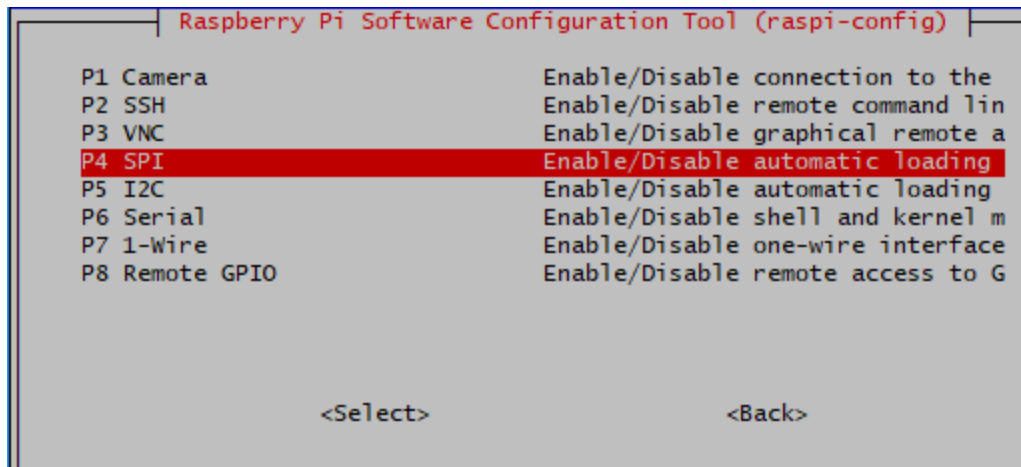 Raspberry Pi Software Configuration Tool (raspi-config)
P1 Camera Enable/Disable connection to the
P2 SSH Enable/Disable remote command lin
P3 VNC Enable/Disable graphical remote a
P4 SPI Enable/Disable automatic loading
P5 I2C Enable/Disable automatic loading
P6 Serial Enable/Disable shell and kernel m
P7 1-Wire Enable/Disable one-wire interface
P8 Remote GPIO Enable/Disable remote access to G
<Select> <Back>